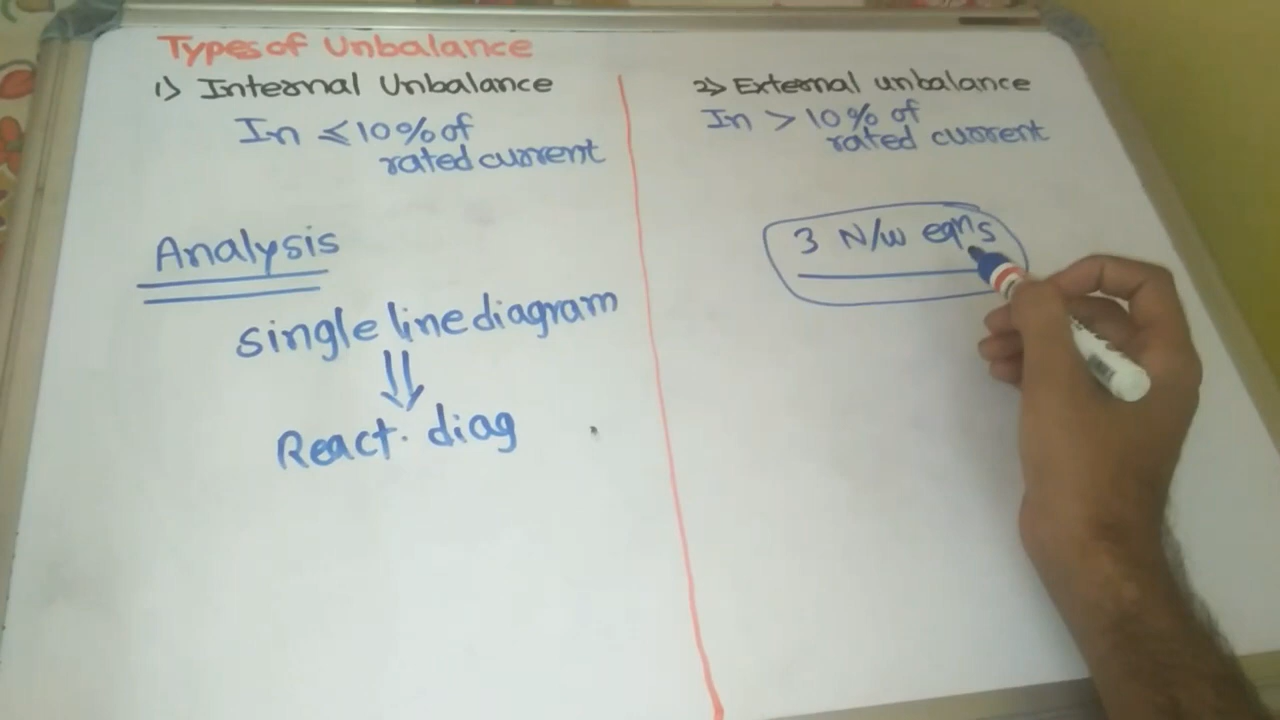 Types of Unbalance
1) Internal Unbalance
In ≤ 10% of
rated current
Analysis
single line diagram
⇓
React. diag
2) External unbalance
In > 10% of
rated current
3 N/w eqns